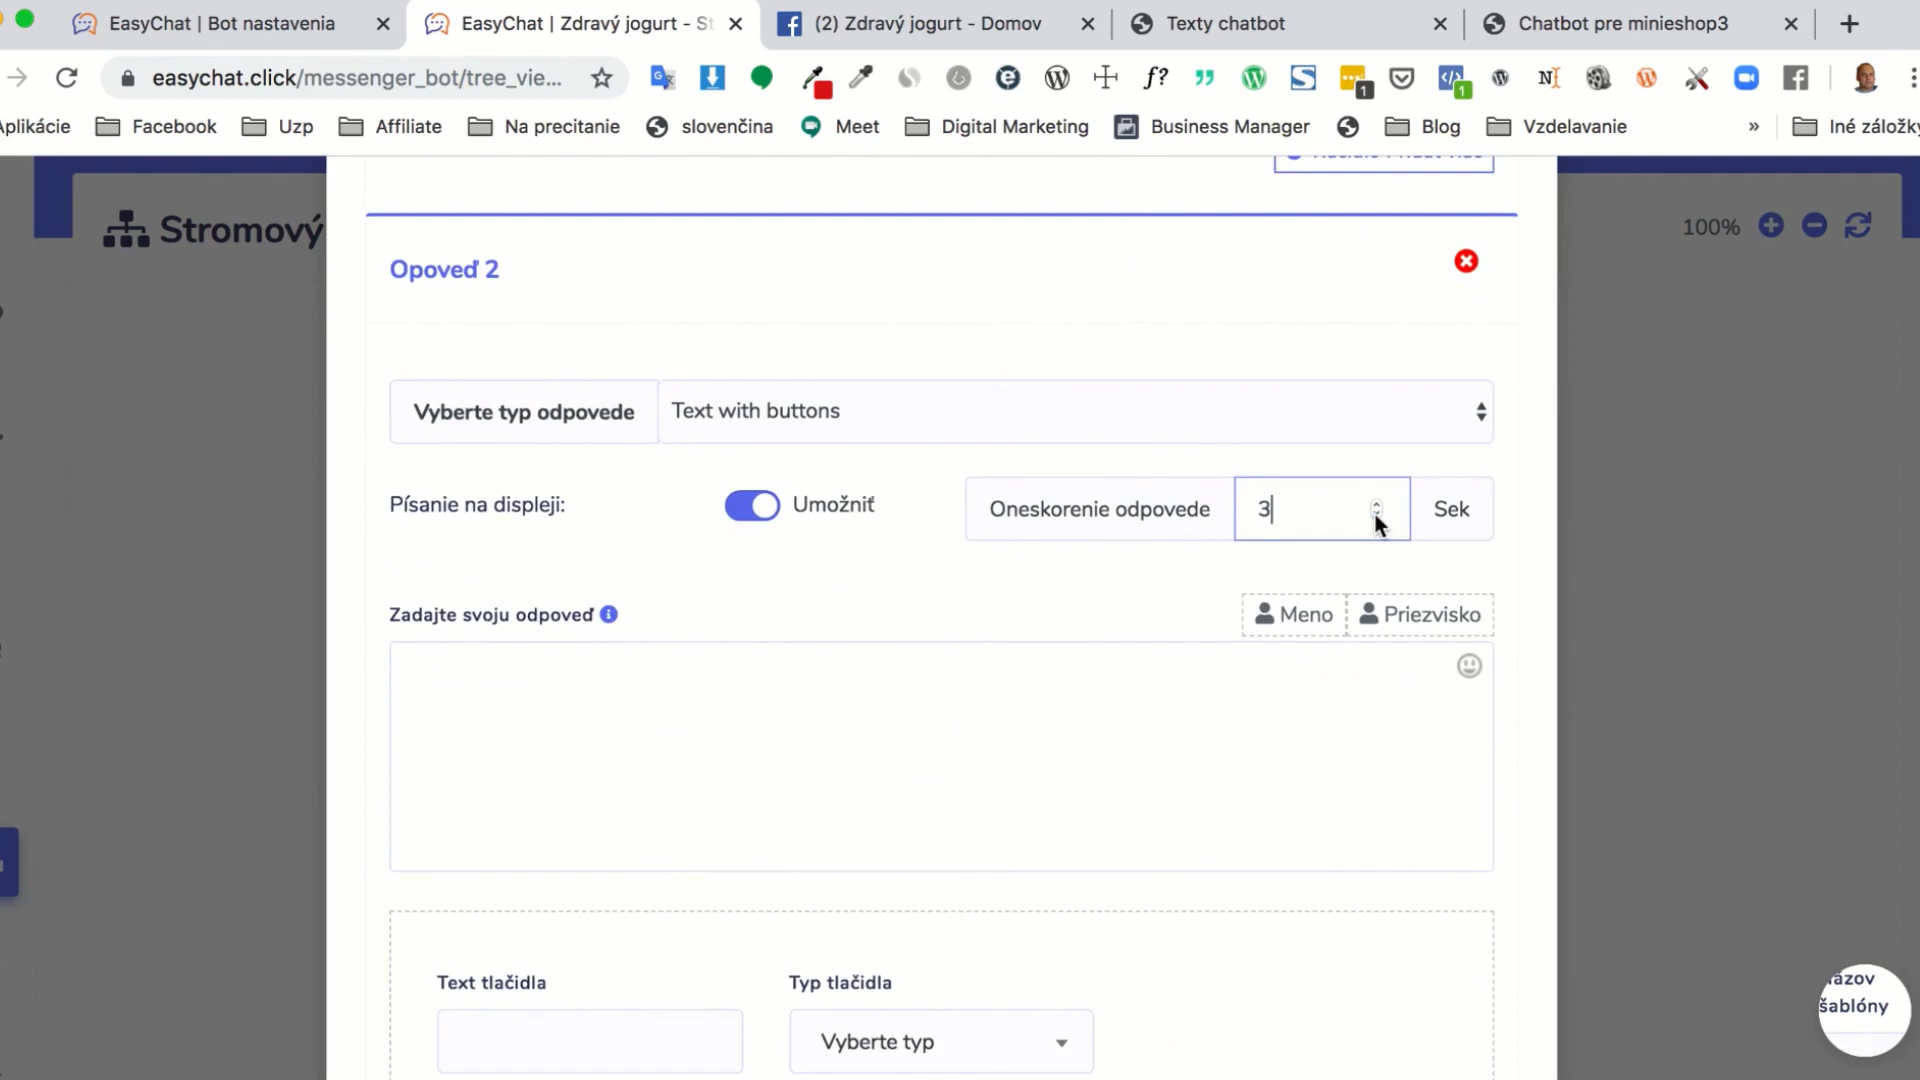 EasyChat | Bot nastavenia
EasyChat | Zdravý jogurt - St
(2) Zdravý jogurt - Domov
Texty chatbot
Chatbot pre minieshop3
easychat.click/messenger_bot/tree_vie...
1
1
Aplikácie
Facebook
Uzp
Affiliate
Na precitanie
slovenčina
Meet
Digital Marketing
Business Manager
Blog
Vzdelavanie
»
Iné záložky
Stromový
100%
Opoveď 2
Vyberte typ odpovede
Text with buttons
Písanie na displeji:
Umožniť
Oneskorenie odpovede
3
Sek
Zadajte svoju odpoveď
Meno
Priezvisko
Text tlačidla
Typ tlačidla
Vyberte typ
šablóny